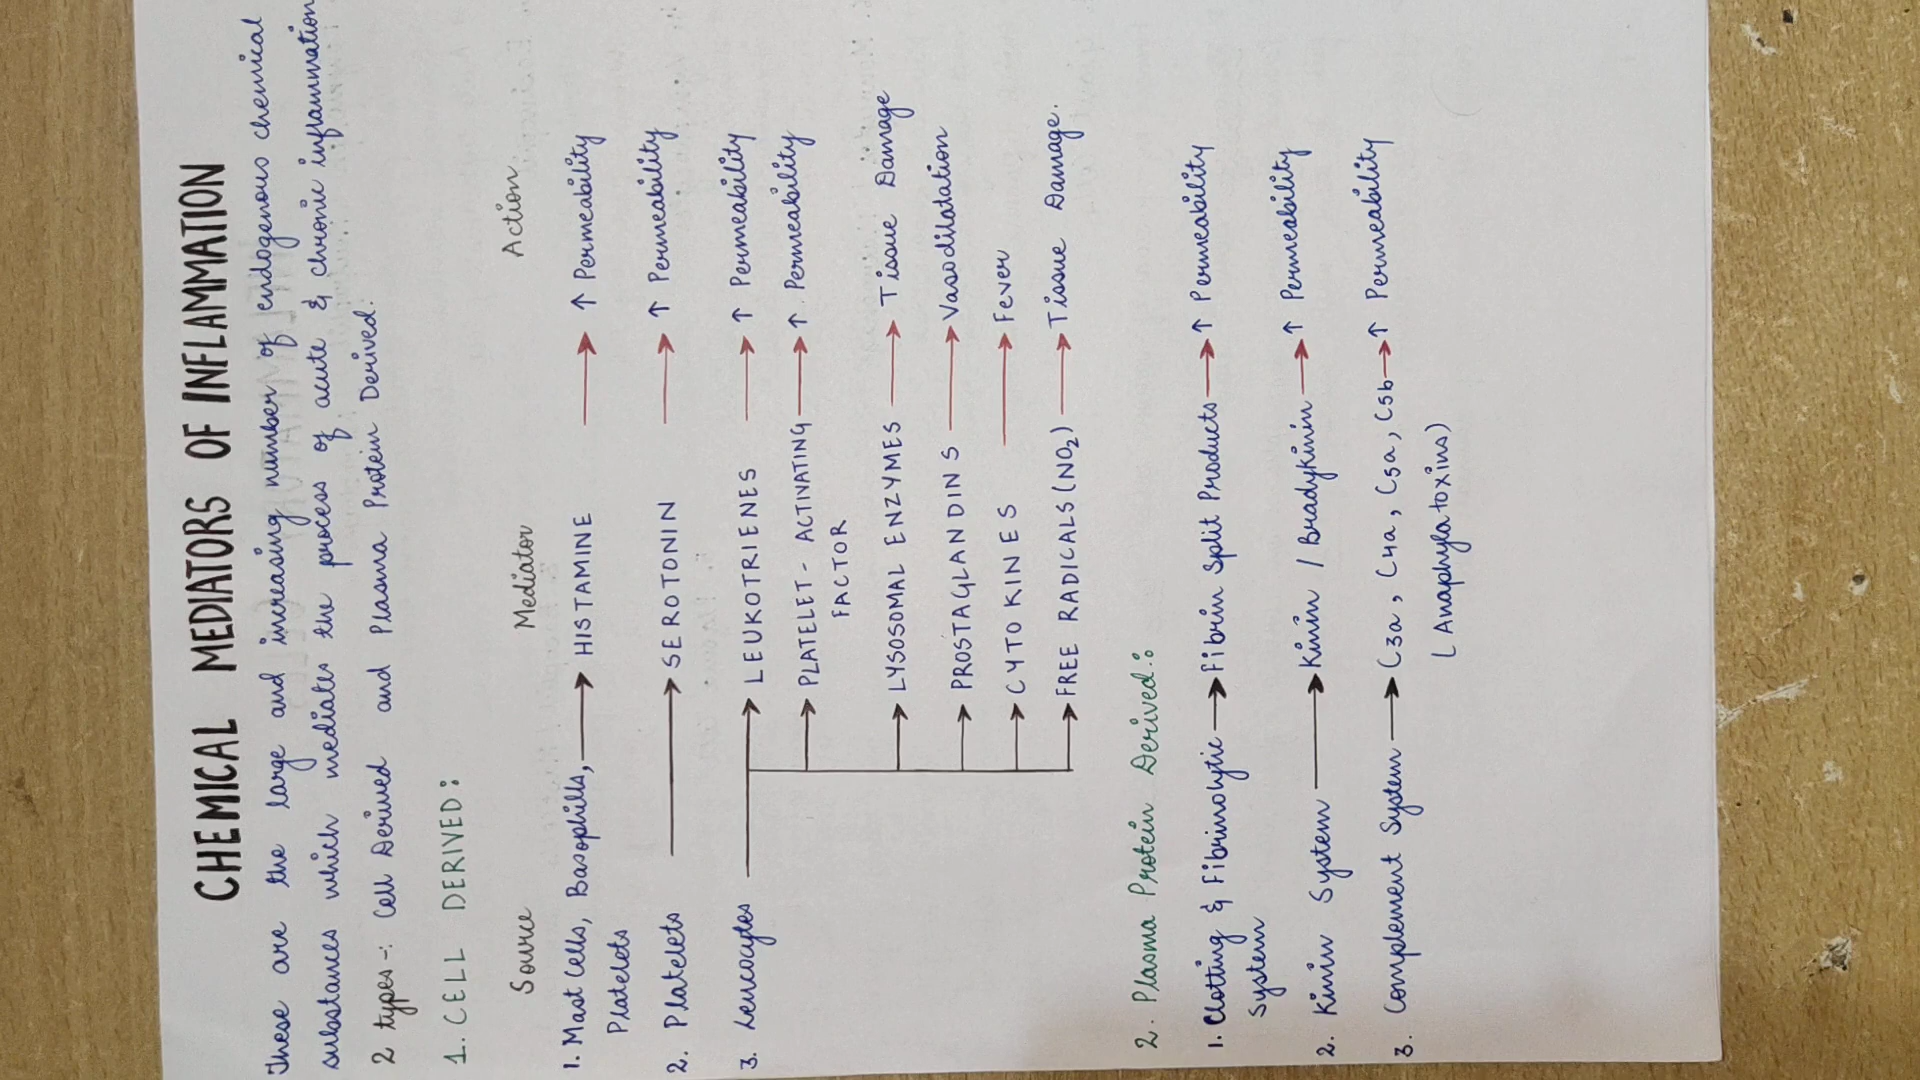 CHEMICAL MEDIATORS OF INFLAMMATION
These are the large and increasing number of endogenous chemical
substances which mediates the process of acute & chronic inflammation
2 types -: Cell Derived and Plasma Protein Derived.
1. CELL DERIVED :
Source Mediator Action
1. Mast Cells, Basophills, → HISTAMINE → ↑ Permeability
Platelets
2. Platelets → SEROTONIN → ↑ Permeability
3. Leucocytes → LEUKOTRIENES → ↑ Permeability
→ PLATELET - ACTIVATING → ↑ Permeability
FACTOR
→ LYSOSOMAL ENZYMES → Tissue Damage
→ PROSTAGLANDINS → Vasodilatation
→ CYTOKINES → Fever
→ FREE RADICALS (NO₂) → Tissue Damage.
2. Plasma Protein Derived :
1. Clotting & Fibrinolytic → Fibrin Split Products → ↑ Permeability
System
2. Kinin System → Kinin / Bradykinin → ↑ Permeability
3. Complement System → C3a, C4a, C5a, C5b → ↑ Permeability
(Anaphylatoxins)